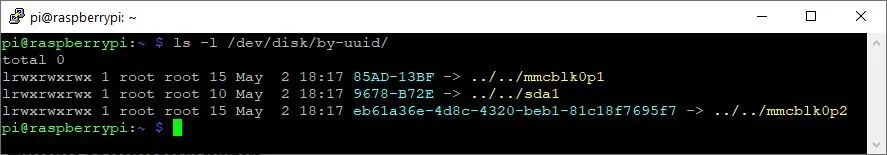 pi@raspberrypi: ~
pi@raspberrypi:~ $ ls -l /dev/disk/by-uuid/
total 0
lrwxrwxrwx 1 root root 15 May  2 18:17 85AD-13BF -> ../../mmcblk0p1
lrwxrwxrwx 1 root root 10 May  2 18:17 9678-B72E -> ../../sda1
lrwxrwxrwx 1 root root 15 May  2 18:17 eb61a36e-4d8c-4320-beb1-81c18f7695f7 -> ../../mmcblk0p2
pi@raspberrypi:~ $